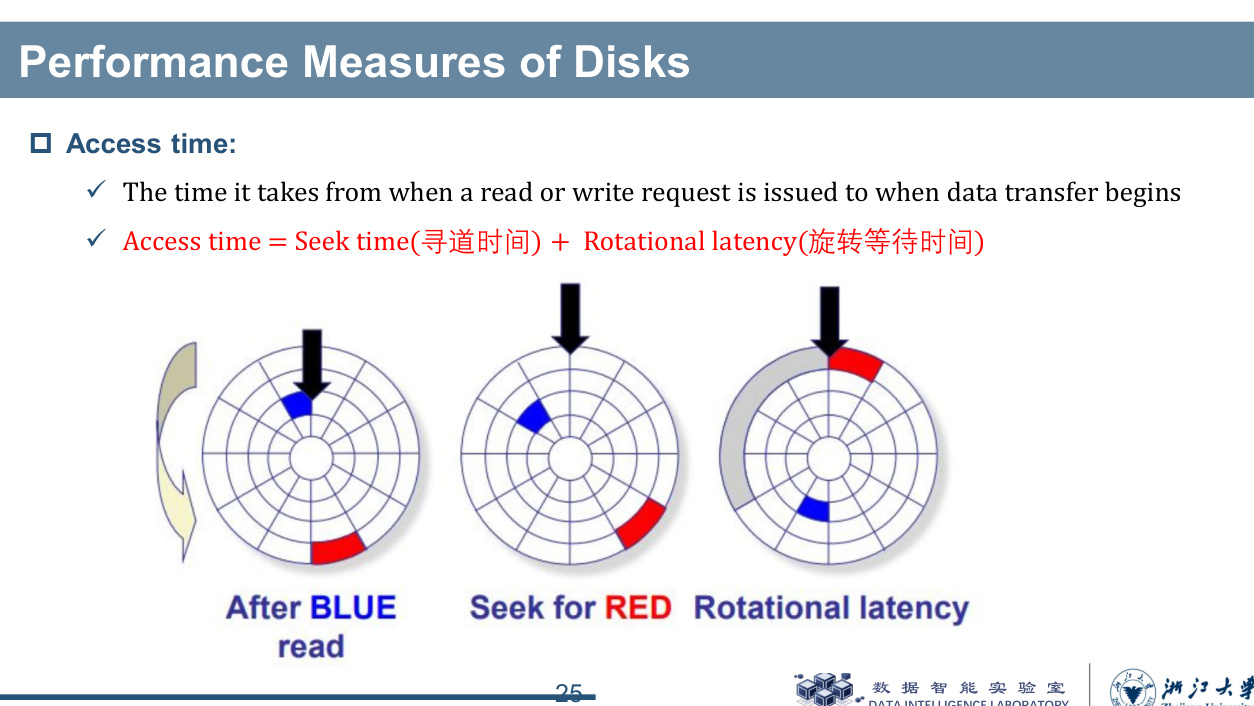 Performance Measures of Disks
Access time:
The time it takes from when a read or write request is issued to when data transfer begins
Access time = Seek time(寻道时间) + Rotational latency(旋转等待时间)
After BLUE read
Seek for RED
Rotational latency
25
数据智能实验室
DATA INTELLIGENCE LABORATORY
浙江大学
Zhejiang University